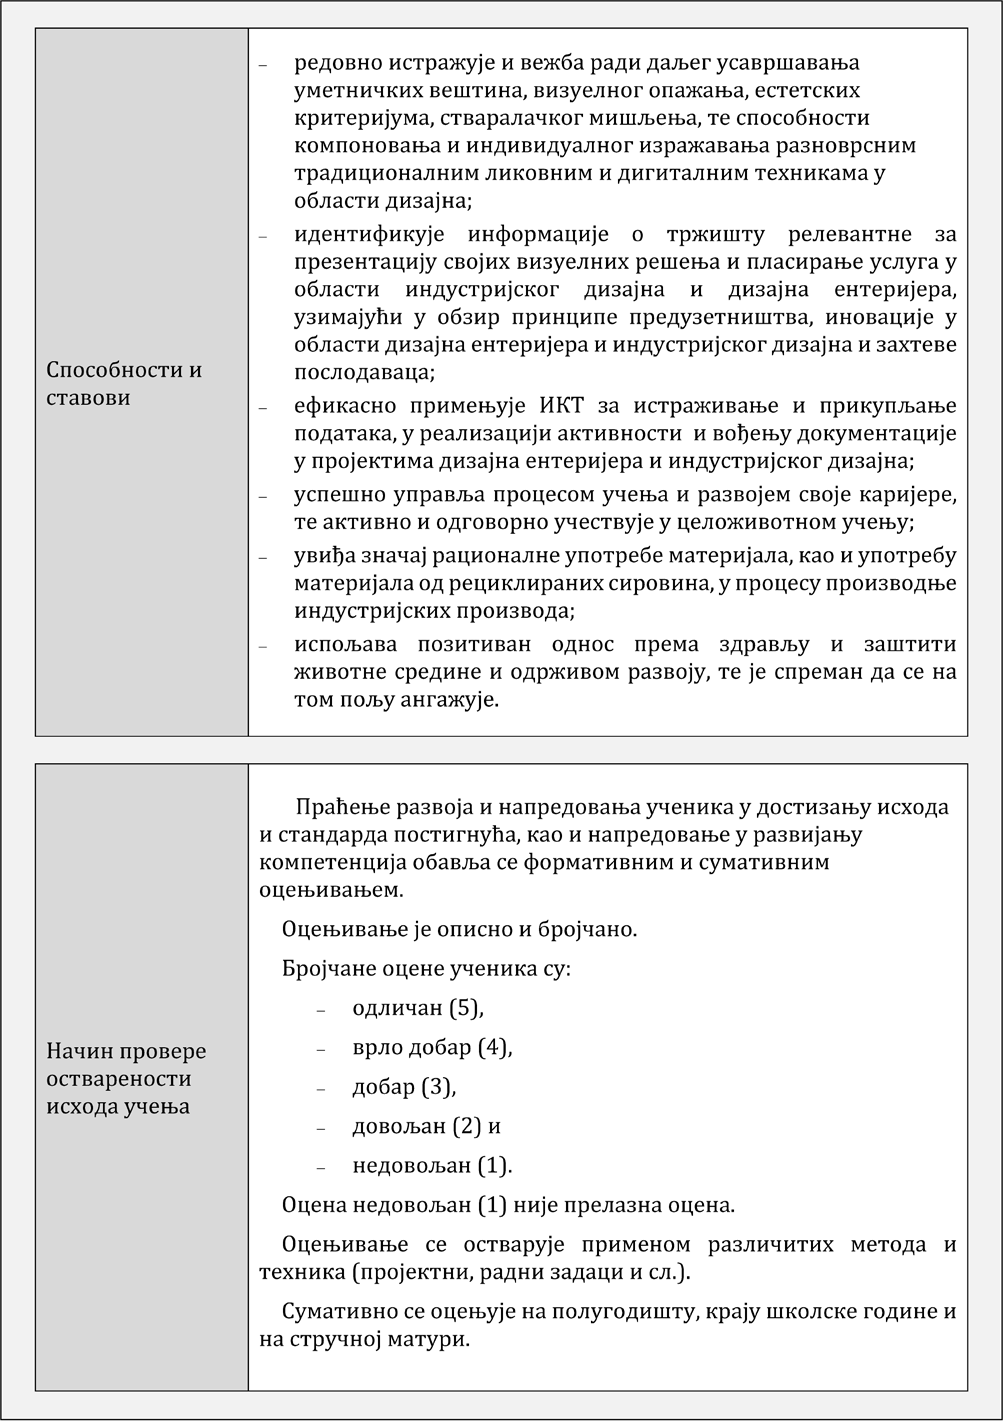 Способности и
ставови
– редовно истражује и вежба ради даљег усавршавања
уметничких вештина, визуелног опажања, естетских
критеријума, стваралачког мишљења, те способности
компоновања и индивидуалног изражавања разноврсним
традиционалним ликовним и дигиталним техникама у
области дизајна;
– идентификује информације о тржишту релевантне за
презентацију својих визуелних решења и пласирање услуга у
области индустријског дизајна и дизајна ентеријера,
узимајући у обзир принципе предузетништва, иновације у
области дизајна ентеријера и индустријског дизајна и захтеве
послодаваца;
– ефикасно примењује ИКТ за истраживање и прикупљање
података, у реализацији активности и вођењу документације
у пројектима дизајна ентеријера и индустријског дизајна;
– успешно управља процесом учења и развојем своје каријере,
те активно и одговорно учествује у целоживотном учењу;
– увиђа значај рационалне употребе материјала, као и употребу
материјала од рециклираних сировина, у процесу производње
индустријских производа;
– испољава позитиван однос према здрављу и заштити
животне средине и одрживом развоју, те је спреман да се на
том пољу ангажује.
Начин провере
остварености
исхода учења
Праћење развоја и напредовања ученика у достизању исхода
и стандарда постигнућа, као и напредовање у развијању
компетенција обавља се формативним и сумативним
оцењивањем.
Оцењивање је описно и бројчано.
Бројчане оцене ученика су:
– одличан (5),
– врло добар (4),
– добар (3),
– довољан (2) и
– недовољан (1).
Оцена недовољан (1) није прелазна оцена.
Оцењивање се остварује применом различитих метода и
техника (пројектни, радни задаци и сл.).
Сумативно се оцењује на полугодишту, крају школске године и
на стручној матури.